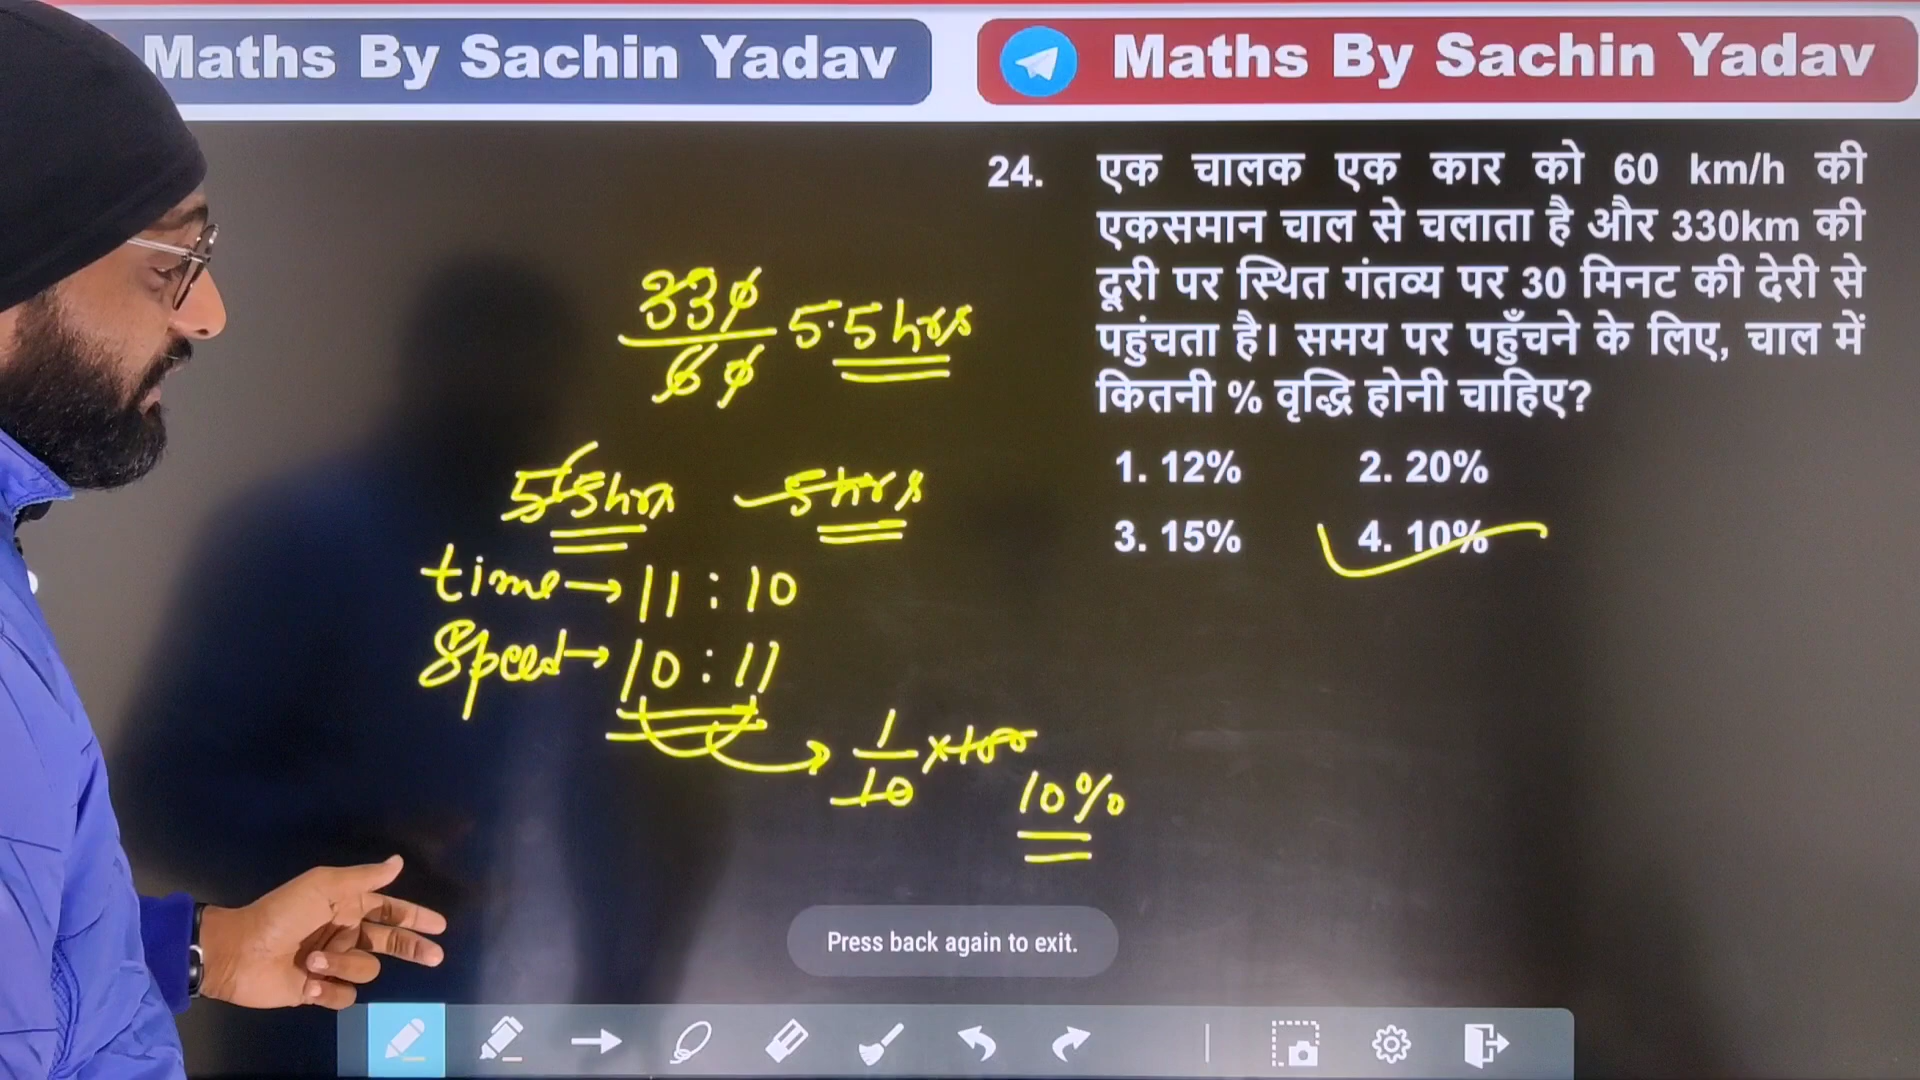 Maths By Sachin Yadav
Maths By Sachin Yadav
24. एक चालक एक कार को 60 km/h की
एकसमान चाल से चलाता है और 330km की
दूरी पर स्थित गंतव्य पर 30 मिनट की देरी से
पहुंचता है। समय पर पहुँचने के लिए, चाल में
कितनी % वृद्धि होनी चाहिए?
1. 12% 2. 20%
3. 15% 4. 10%
330
60
5.5 hrs
5.5 hrs 5 hrs
time → 11 : 10
Speed → 10 : 11
1
10
× 100
10%
Press back again to exit.